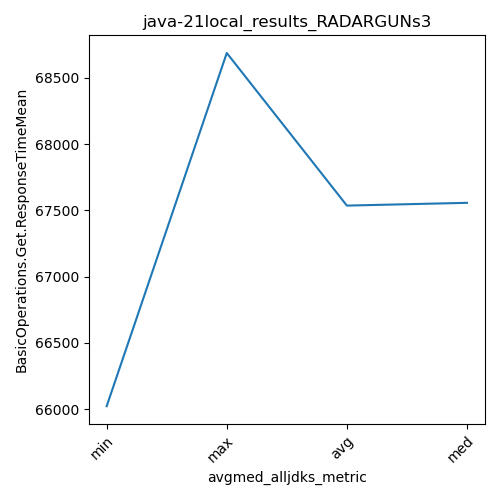 java-21local_results_RADARGUNs3
BasicOperations.Get.ResponseTimeMean
68500
68000
67500
67000
66500
66000
min
max
avg
med
avgmed_alljdks_metric